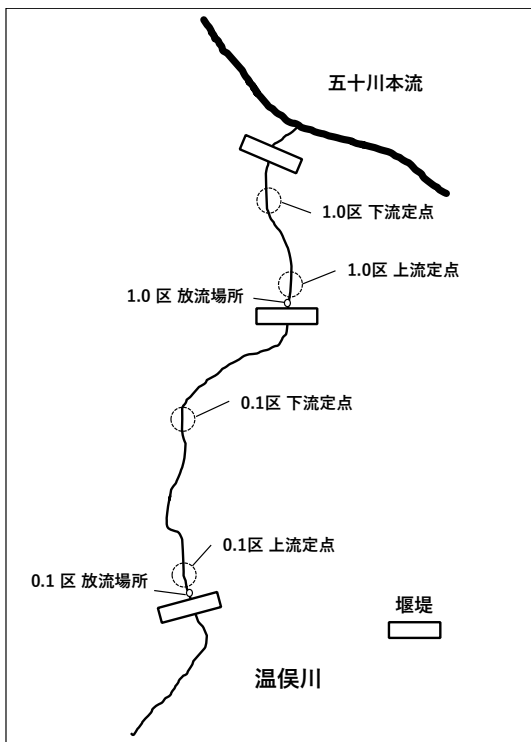 五十川本流
1.0区 下流定点
1.0区 上流定点
1.0 区 放流場所
0.1区 下流定点
0.1区 上流定点
0.1 区 放流場所
堰堤
温俣川